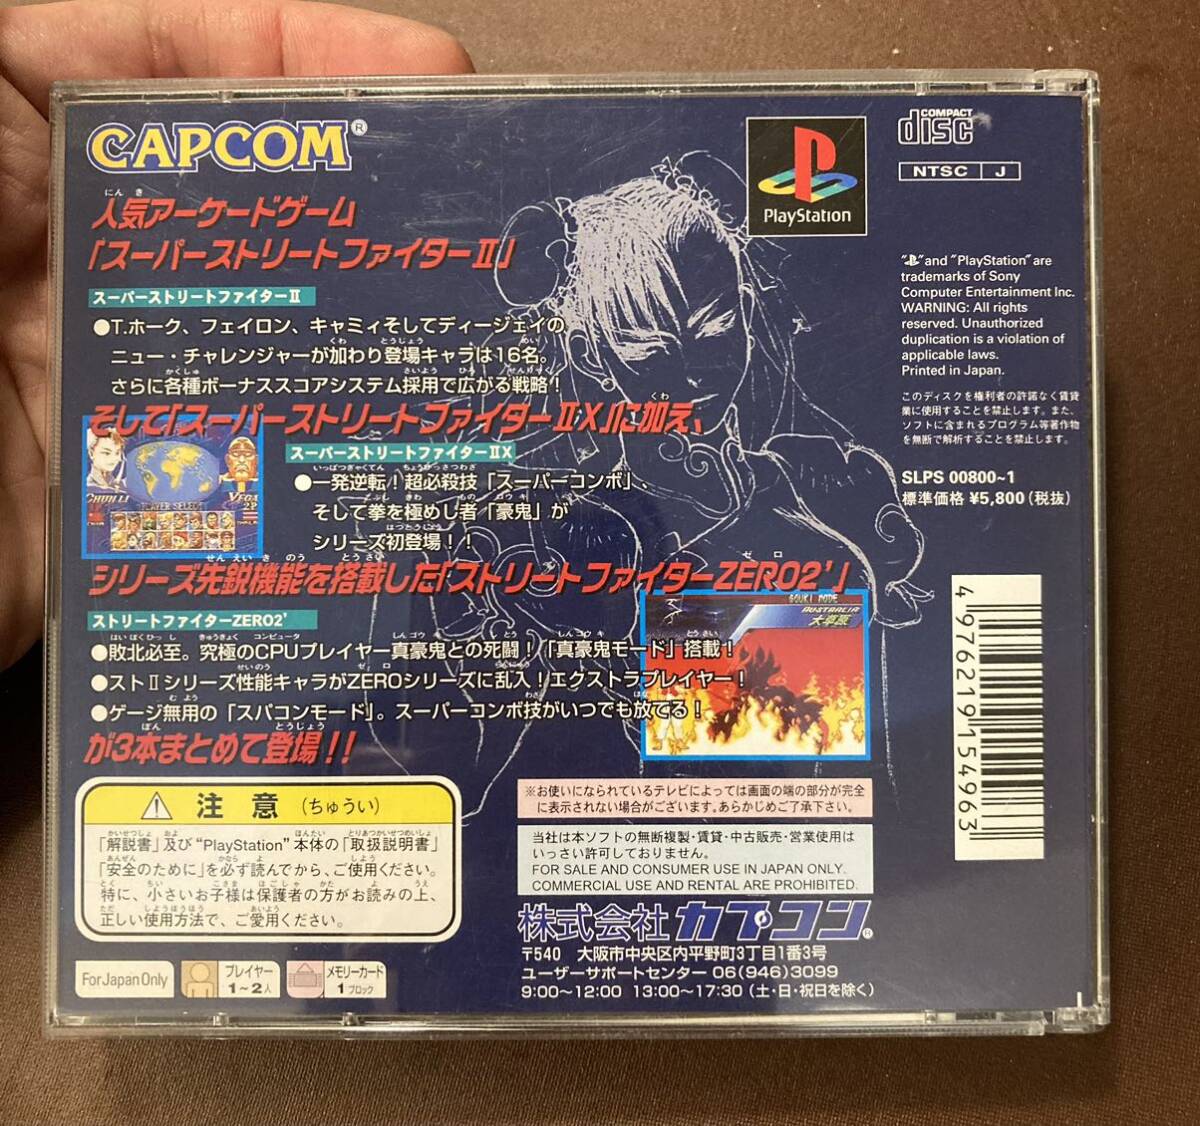 CAPCOM®
人気アーケードゲーム
「スーパーストリートファイターⅡ」
スーパーストリートファイターⅡ
●T.ホーク、フェイロン、キャミィそしてディージェイの
ニュー・チャレンジャーが加わり登場キャラは16名。
さらに各種ボーナススコアシステム採用で広がる戦略！
そして「スーパーストリートファイターⅡX」に加え、
スーパーストリートファイターⅡX
●一発逆転！超必殺技「スーパーコンボ」、
そして拳を極めし者「豪鬼」が
シリーズ初登場！！
CHUN LI
VEGA
2P
シリーズ先鋭機能を搭載した「ストリートファイターZERO2'」
ストリートファイターZERO2'
●敗北必至。究極のCPUプレイヤー真豪鬼との死闘！「真豪鬼モード」搭載！
●ストⅡシリーズ性能キャラがZEROシリーズに乱入！エクストラプレイヤー！
●ゲージ無用の「スパコンモード」。スーパーコンボ技がいつでも放てる！
が3本まとめて登場！！
GOUKI MODE
AUSTRALIA
大草原
注意（ちゅうい）
「解説書」及び“PlayStation”本体の「取扱説明書」
「安全のために」を必ず読んでから、ご使用ください。
特に、小さいお子様は保護者の方がお読みの上、
正しい使用方法で、ご愛用ください。
For Japan Only
プレイヤー
1〜2人
メモリーカード
1ブロック
PlayStation
COMPACT
disc
NTSC J
"PS" and "PlayStation" are
trademarks of Sony
Computer Entertainment Inc.
WARNING: All rights
reserved. Unauthorized
duplication is a violation of
applicable laws.
Printed in Japan.
このディスクを権利者の許諾なく賃貸
業に使用することを禁止します。また、
ソフトに含まれるプログラム等著作物
を無断で解析することを禁止します。
SLPS 00800~1
標準価格 ¥5,800（税抜）
4 976219 154963
※お使いになられているテレビによっては画面の端の部分が完全
に表示されない場合がございます。あらかじめご了承下さい。
当社は本ソフトの無断複製・賃貸・中古販売・営業使用は
いっさい許可しておりません。
FOR SALE AND CONSUMER USE IN JAPAN ONLY.
COMMERCIAL USE AND RENTAL ARE PROHIBITED.
株式会社カプコン®
〒540 大阪市中央区内平野町3丁目1番3号
ユーザーサポートセンター 06(946)3099
9:00〜12:00 13:00〜17:30（土・日・祝日を除く）